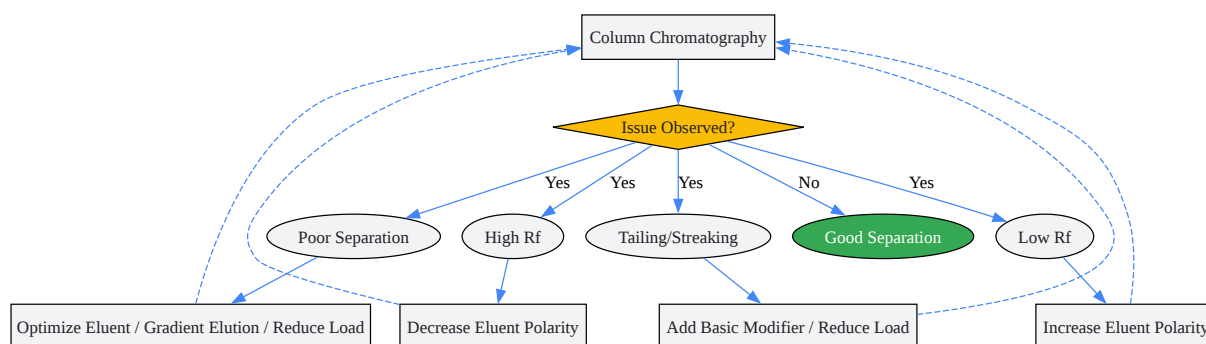 Column Chromatography
Issue Observed?
Yes
Yes
Yes
No
Yes
Poor Separation
High Rf
Tailing/Streaking
Good Separation
Low Rf
Optimize Eluent / Gradient Elution / Reduce Load
Decrease Eluent Polarity
Add Basic Modifier / Reduce Load
Increase Eluent Polarity